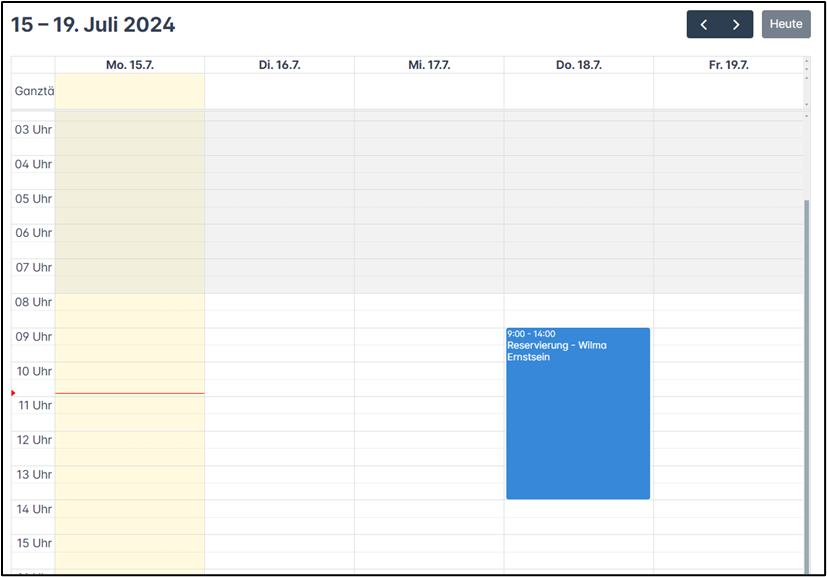 15 – 19. Juli 2024
Heute
Mo. 15.7.
Di. 16.7.
Mi. 17.7.
Do. 18.7.
Fr. 19.7.
Ganztä
03 Uhr
04 Uhr
05 Uhr
06 Uhr
07 Uhr
08 Uhr
09 Uhr
9:00 - 14:00
Reservierung - Wilma
Ernstsein
10 Uhr
11 Uhr
12 Uhr
13 Uhr
14 Uhr
15 Uhr